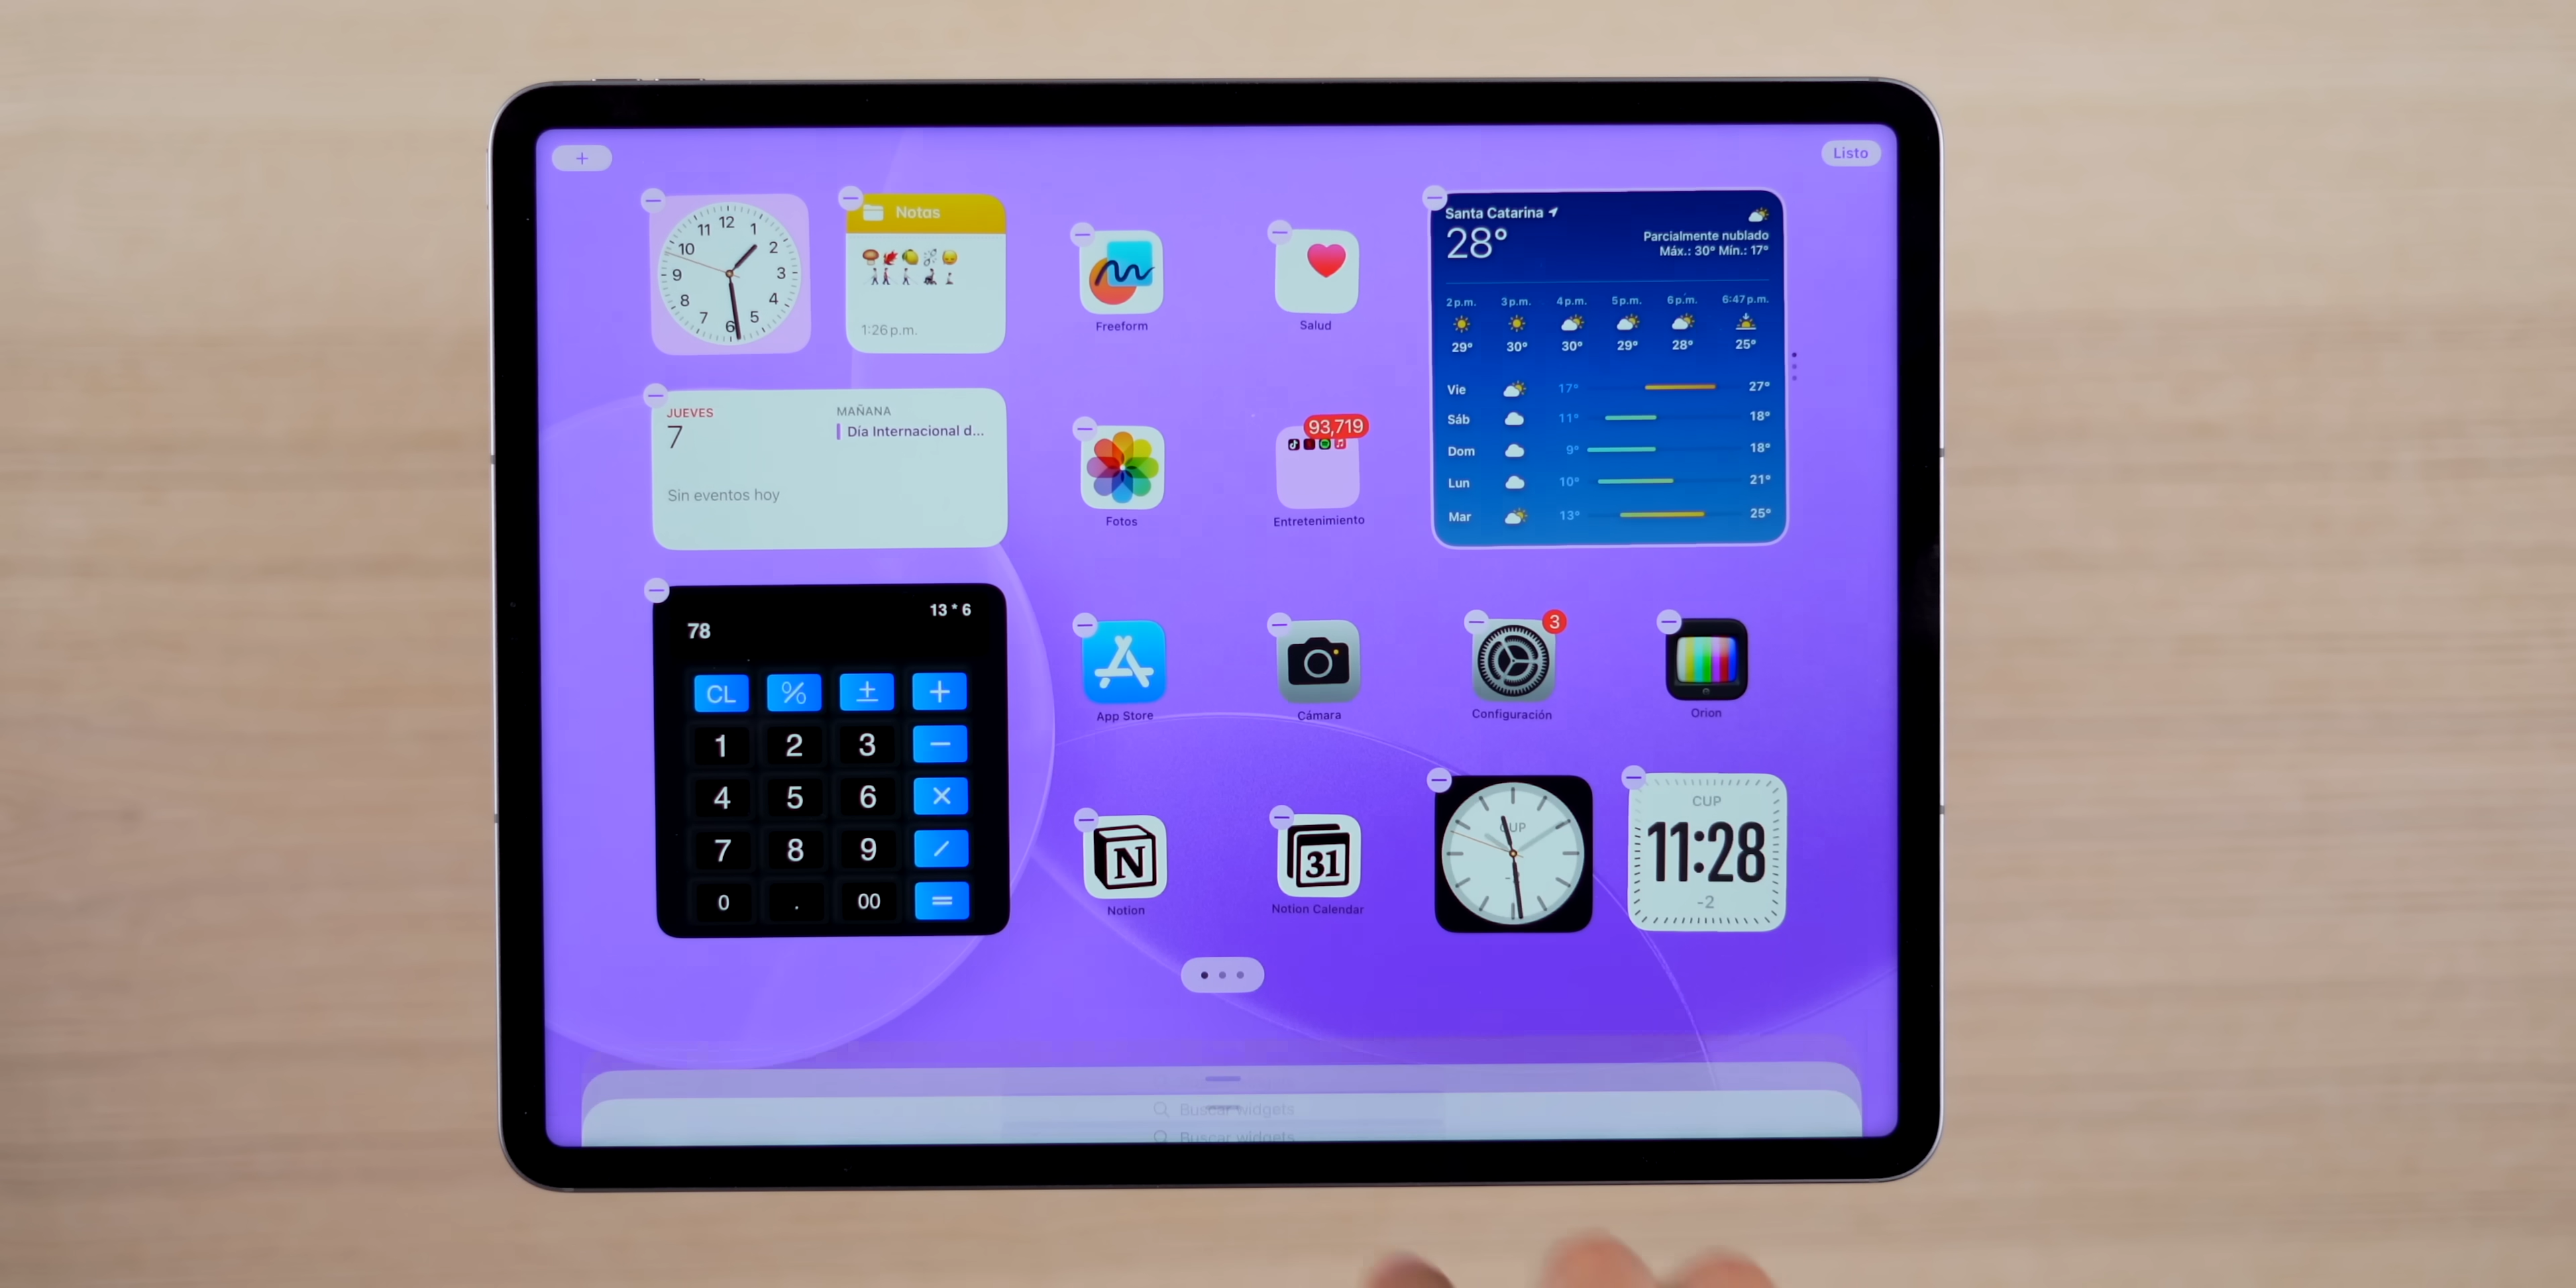 +
Listo
12
11 1
10 2
9 3
8 4
7 5
6
Notas
1:26 p.m.
Freeform
Salud
Santa Catarina
28°
Parcialmente nublado
Máx.: 30° Mín.: 17°
2 p.m. 3 p.m. 4 p.m. 5 p.m. 6 p.m. 6:47 p.m.
29° 30° 30° 29° 28° 25°
Vie 17° 27°
Sáb 11° 18°
Dom 9° 18°
Lun 10° 21°
Mar 13° 25°
JUEVES
7
Sin eventos hoy
MAÑANA
Día Internacional d...
Fotos
93,719
Entretenimiento
13 * 6
78
CL % ± +
1 2 3 −
4 5 6 ×
7 8 9 /
0 . 00 =
App Store
Cámara
3
Configuración
Orion
N
Notion
31
Notion Calendar
CUP
CUP
11:28
-2
Buscar widgets
Buscar widgets